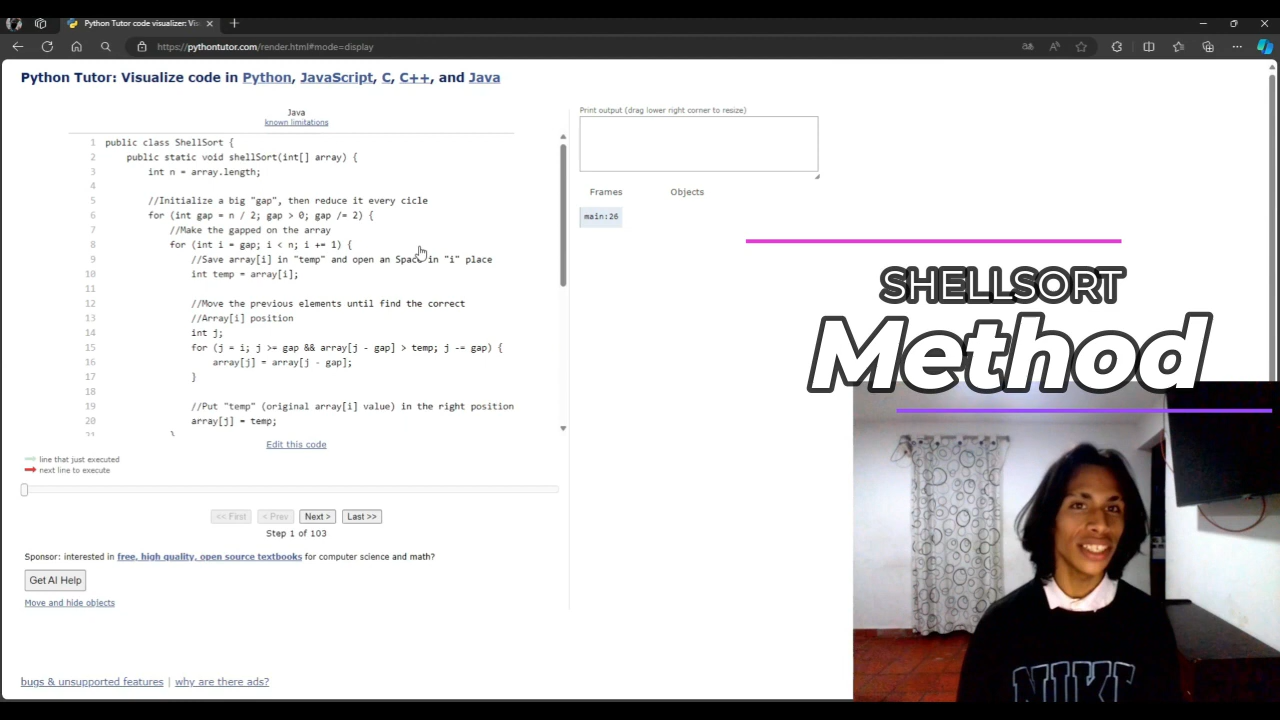 Python Tutor code visualizer: Vis
https://pythontutor.com/render.html#mode=display
Python Tutor: Visualize code in Python, JavaScript, C, C++, and Java
Java
known limitations
1 public class ShellSort {
2 public static void shellSort(int[] array) {
3 int n = array.length;
4
5 //Initialize a big "gap", then reduce it every cicle
6 for (int gap = n / 2; gap > 0; gap /= 2) {
7 //Make the gapped on the array
8 for (int i = gap; i < n; i += 1) {
9 //Save array[i] in "temp" and open an Space in "i" place
10 int temp = array[i];
11
12 //Move the previous elements until find the correct
13 //Array[i] position
14 int j;
15 for (j = i; j >= gap && array[j - gap] > temp; j -= gap) {
16 array[j] = array[j - gap];
17 }
18
19 //Put "temp" (original array[i] value) in the right position
20 array[j] = temp;
21 }
Edit this code
line that just executed
next line to execute
<< First < Prev Next > Last >>
Step 1 of 103
Sponsor: interested in free, high quality, open source textbooks for computer science and math?
Get AI Help
Move and hide objects
bugs & unsupported features | why are there ads?
Print output (drag lower right corner to resize)
Frames Objects
main:26
SHELLSORT
Method
NIKE